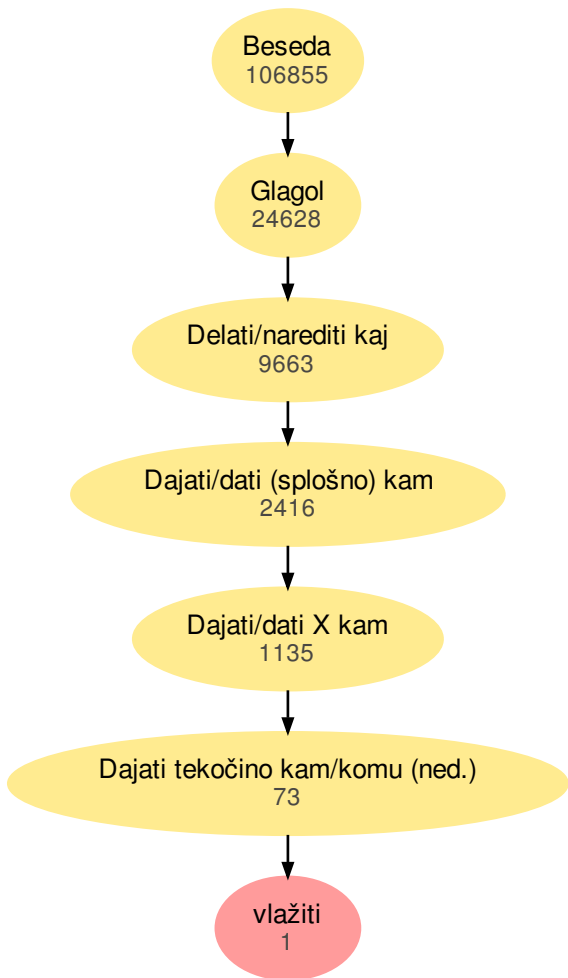 Beseda
106855
Glagol
24628
Delati/narediti kaj
9663
Dajati/dati (splošno) kam
2416
Dajati/dati X kam
1135
Dajati tekočino kam/komu (ned.)
73
vlažiti
1